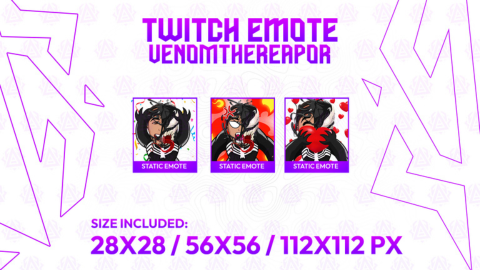 TWITCH EMOTE
VENOMTHEREAPOR
STATIC EMOTE
STATIC EMOTE
STATIC EMOTE
SIZE INCLUDED:
28X28 / 56X56 / 112X112 PX